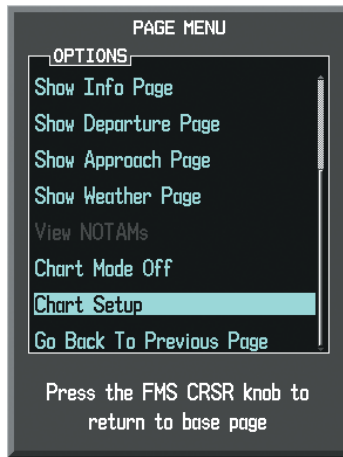 PAGE MENU
OPTIONS
Show Info Page
Show Departure Page
Show Approach Page
Show Weather Page
View NOTAMs
Chart Mode Off
Chart Setup
Go Back To Previous Page
Press the FMS CRSR knob to
return to base page